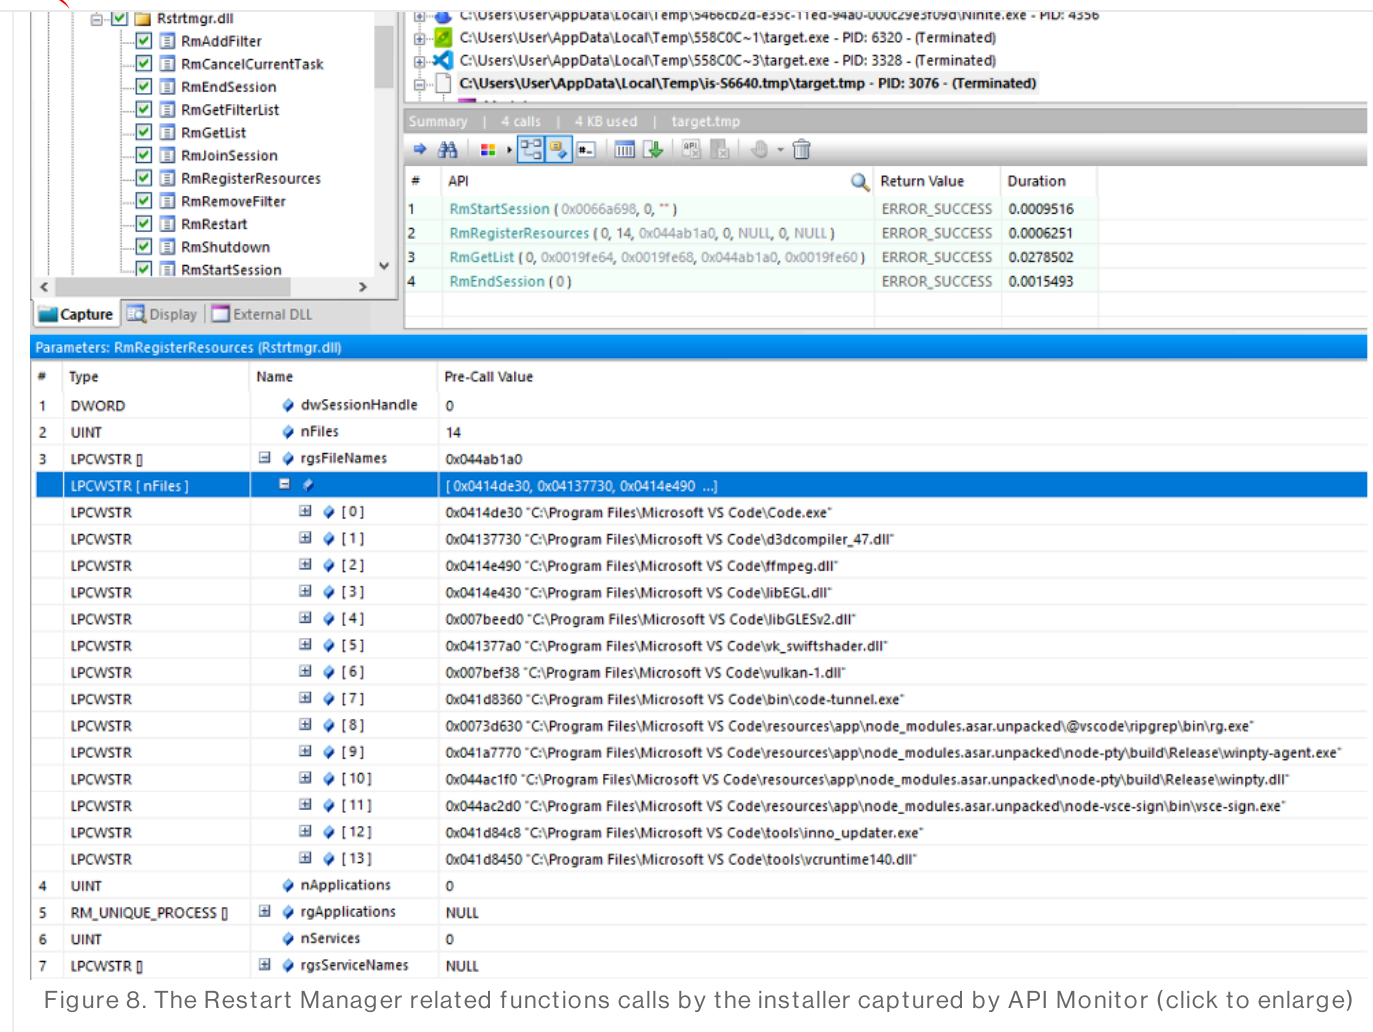 Rstrtmgr.dll
RmAddFilter
RmCancelCurrentTask
RmEndSession
RmGetFilterList
RmGetList
RmJoinSession
RmRegisterResources
RmRemoveFilter
RmRestart
RmShutdown
RmStartSession
Capture Display External DLL
C:\Users\User\AppData\Local\Temp\5466cb2d-e35c-11ed-94a0-000c29e3f09d\Ninite.exe - PID: 4356
C:\Users\User\AppData\Local\Temp\558C0C~1\target.exe - PID: 6320 - (Terminated)
C:\Users\User\AppData\Local\Temp\558C0C~3\target.exe - PID: 3328 - (Terminated)
C:\Users\User\AppData\Local\Temp\is-S6640.tmp\target.tmp - PID: 3076 - (Terminated)
Summary | 4 calls | 4 KB used | target.tmp
# API Return Value Duration
1 RmStartSession ( 0x0066a698, 0, "" ) ERROR_SUCCESS 0.0009516
2 RmRegisterResources ( 0, 14, 0x044ab1a0, 0, NULL, 0, NULL ) ERROR_SUCCESS 0.0006251
3 RmGetList ( 0, 0x0019fe64, 0x0019fe68, 0x044ab1a0, 0x0019fe60 ) ERROR_SUCCESS 0.0278502
4 RmEndSession ( 0 ) ERROR_SUCCESS 0.0015493
Parameters: RmRegisterResources (Rstrtmgr.dll)
# Type Name Pre-Call Value
1 DWORD dwSessionHandle 0
2 UINT nFiles 14
3 LPCWSTR [] rgsFileNames 0x044ab1a0
LPCWSTR [ nFiles ] [ 0x0414de30, 0x04137730, 0x0414e490 ...]
LPCWSTR [ 0 ] 0x0414de30 "C:\Program Files\Microsoft VS Code\Code.exe"
LPCWSTR [ 1 ] 0x04137730 "C:\Program Files\Microsoft VS Code\d3dcompiler_47.dll"
LPCWSTR [ 2 ] 0x0414e490 "C:\Program Files\Microsoft VS Code\ffmpeg.dll"
LPCWSTR [ 3 ] 0x0414e430 "C:\Program Files\Microsoft VS Code\libEGL.dll"
LPCWSTR [ 4 ] 0x007beed0 "C:\Program Files\Microsoft VS Code\libGLESv2.dll"
LPCWSTR [ 5 ] 0x041377a0 "C:\Program Files\Microsoft VS Code\vk_swiftshader.dll"
LPCWSTR [ 6 ] 0x007bef38 "C:\Program Files\Microsoft VS Code\vulkan-1.dll"
LPCWSTR [ 7 ] 0x041d8360 "C:\Program Files\Microsoft VS Code\bin\code-tunnel.exe"
LPCWSTR [ 8 ] 0x0073d630 "C:\Program Files\Microsoft VS Code\resources\app\node_modules.asar.unpacked\@vscode\ripgrep\bin\rg.exe"
LPCWSTR [ 9 ] 0x041a7770 "C:\Program Files\Microsoft VS Code\resources\app\node_modules.asar.unpacked\node-pty\build\Release\winpty-agent.exe"
LPCWSTR [ 10 ] 0x044ac1f0 "C:\Program Files\Microsoft VS Code\resources\app\node_modules.asar.unpacked\node-pty\build\Release\winpty.dll"
LPCWSTR [ 11 ] 0x044ac2d0 "C:\Program Files\Microsoft VS Code\resources\app\node_modules.asar.unpacked\node-vsce-sign\bin\vsce-sign.exe"
LPCWSTR [ 12 ] 0x041d84c8 "C:\Program Files\Microsoft VS Code\tools\inno_updater.exe"
LPCWSTR [ 13 ] 0x041d8450 "C:\Program Files\Microsoft VS Code\tools\vcruntime140.dll"
4 UINT nApplications 0
5 RM_UNIQUE_PROCESS [] rgApplications NULL
6 UINT nServices 0
7 LPCWSTR [] rgsServiceNames NULL
Figure 8. The Restart Manager related functions calls by the installer captured by API Monitor (click to enlarge)